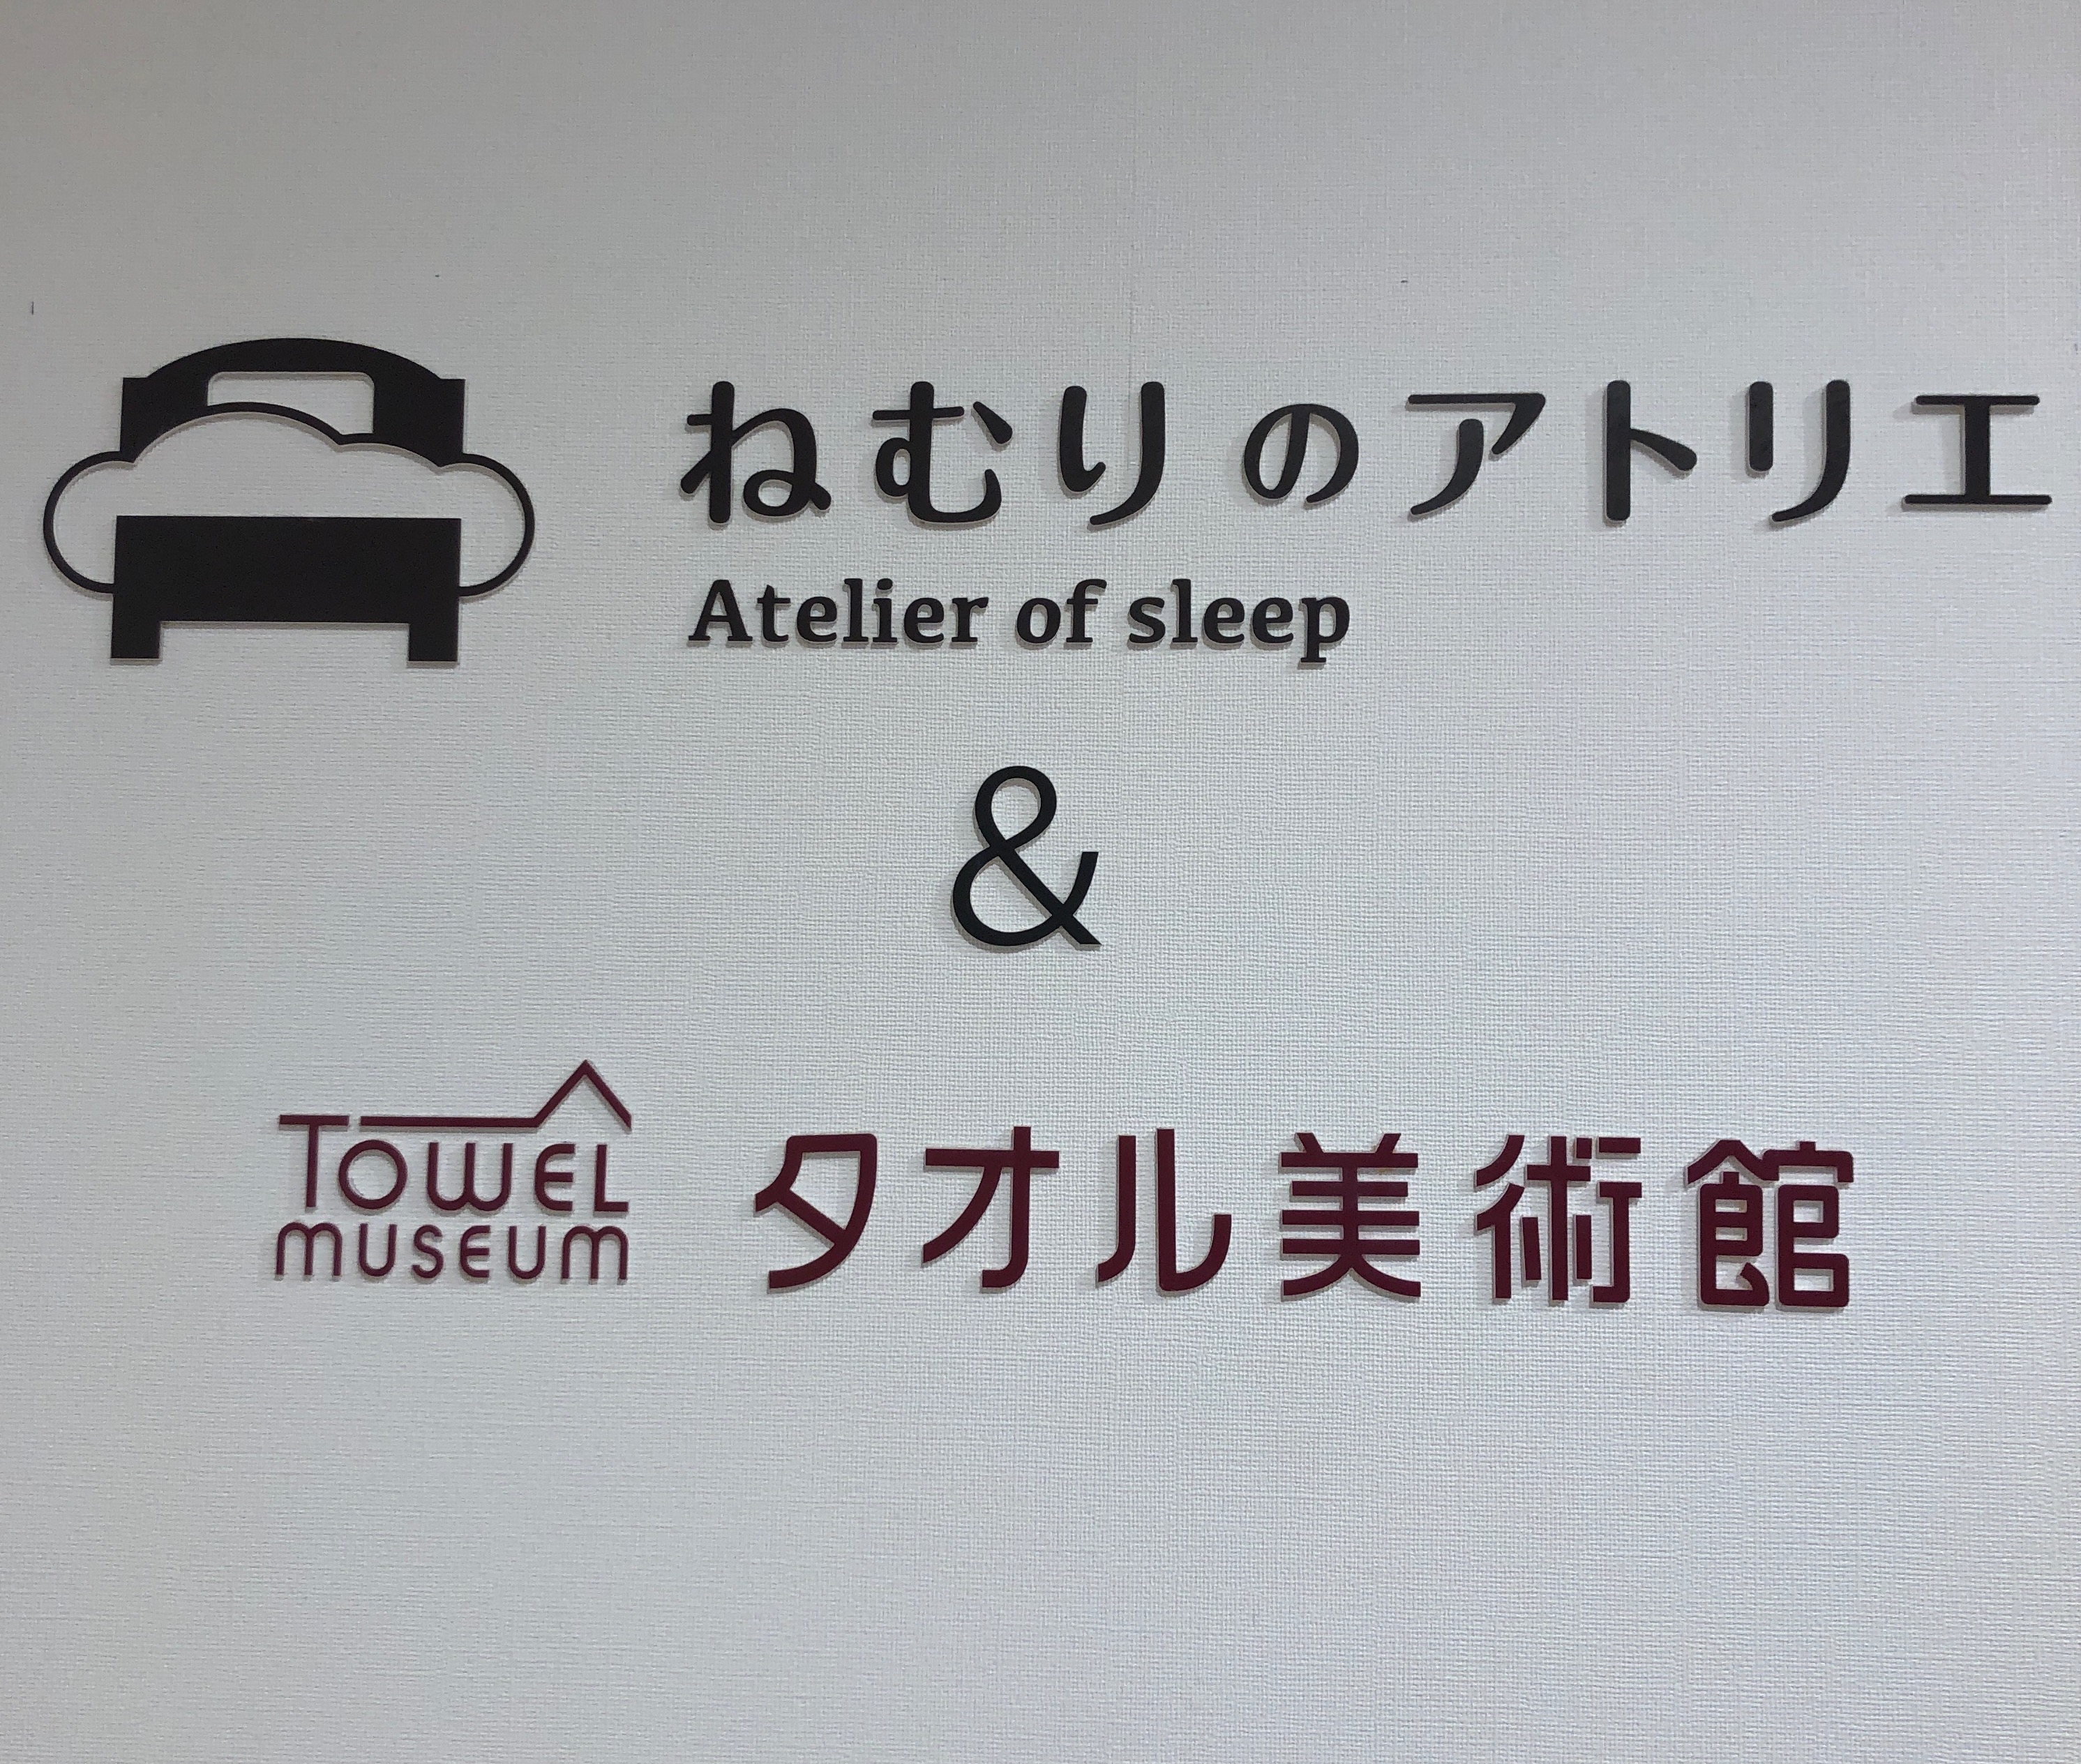 ねむりのアトリエ
Atelier of sleep
&
TOWEL
MUSEUM
タオル美術館